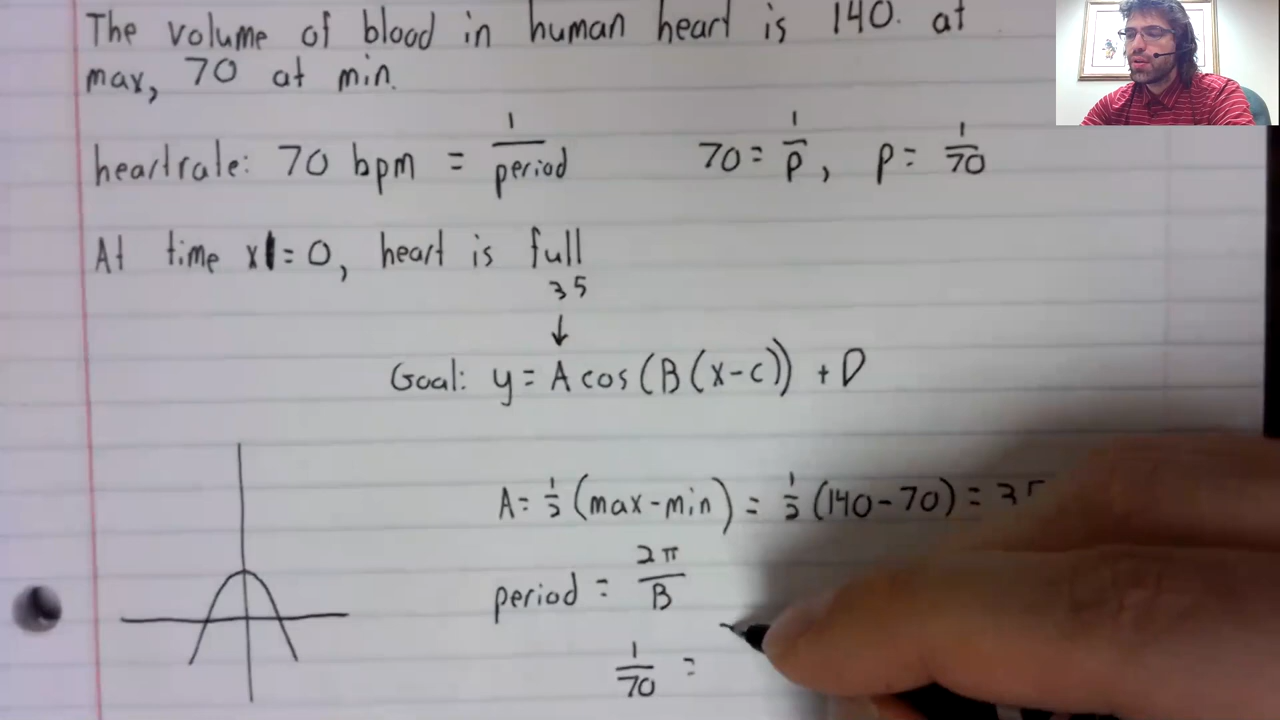 The volume of blood in human heart is 140. at
max, 70 at min.
heartrate: 70 bpm = 1/period    70 = 1/p, p = 1/70
At time x = 0, heart is full
35
↓
Goal: y = A cos(B(x-c)) + D
A = 1/2 (max-min) = 1/2 (140-70) = 35
period = 2π/B
1/70 =